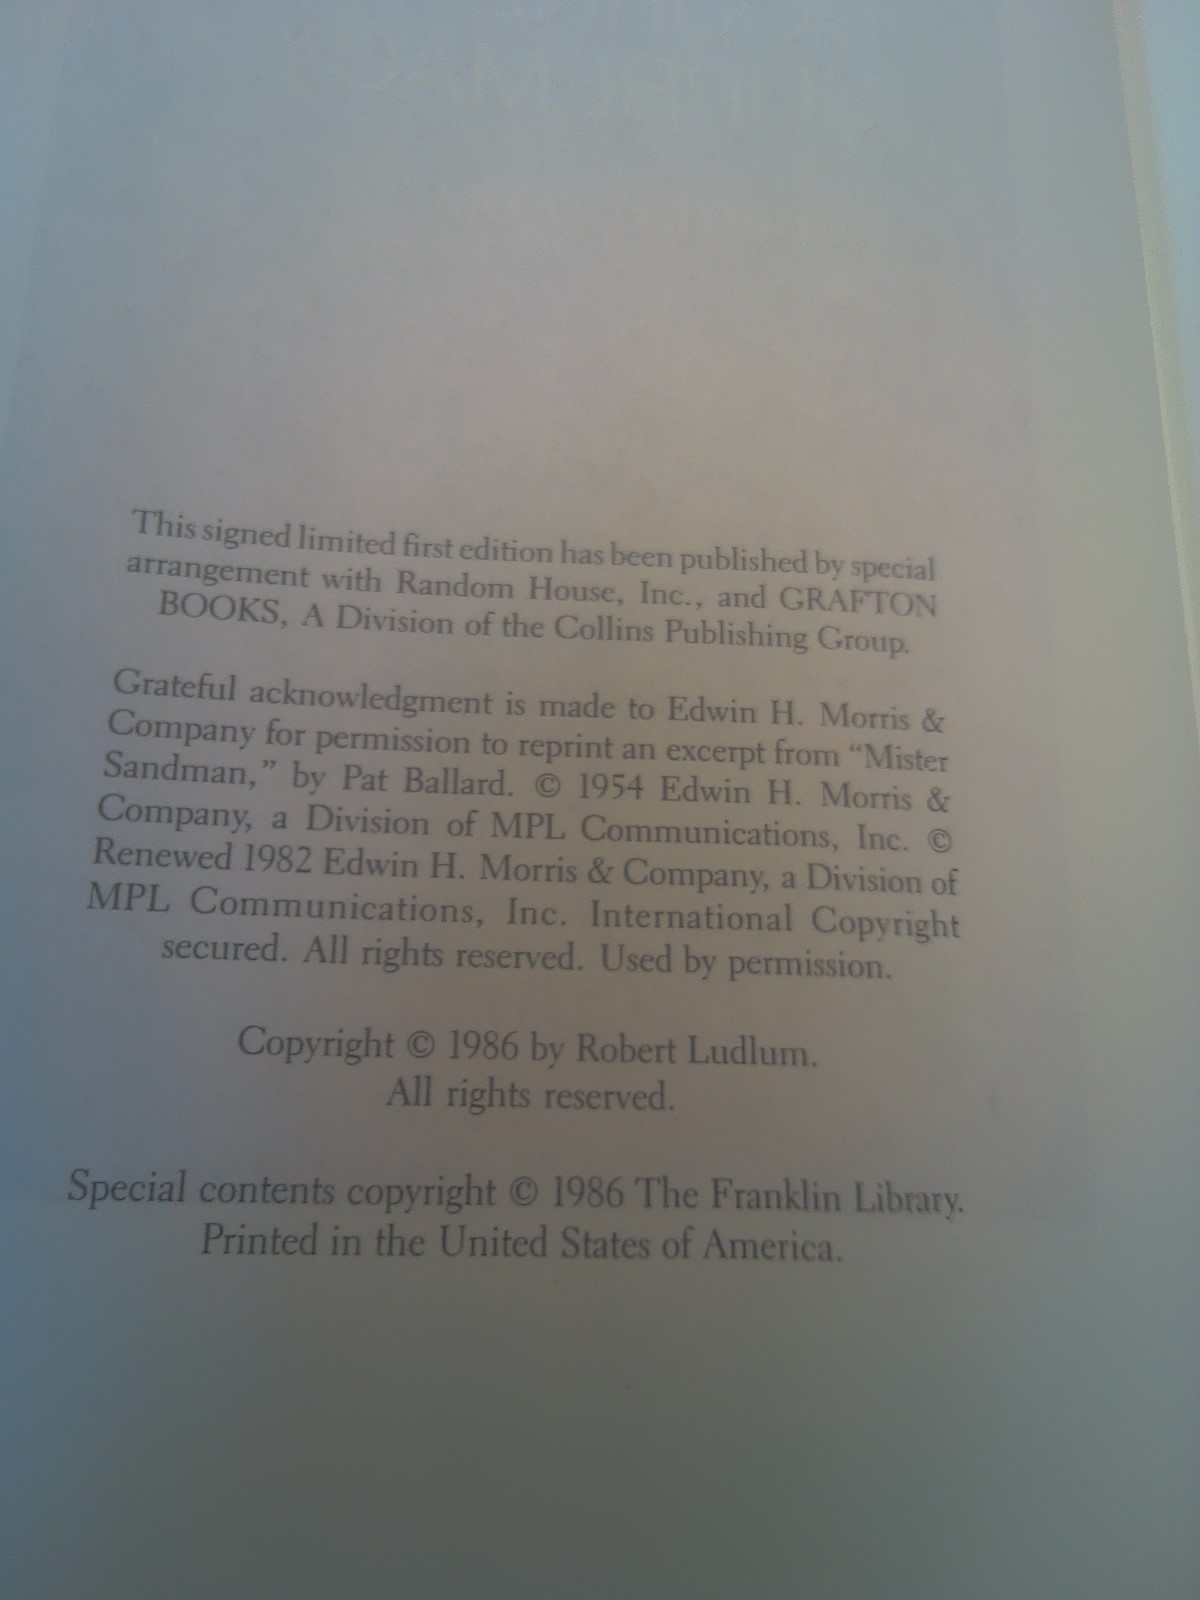 This signed limited first edition has been published by special
arrangement with Random House, Inc., and GRAFTON
BOOKS, A Division of the Collins Publishing Group.
Grateful acknowledgment is made to Edwin H. Morris &
Company for permission to reprint an excerpt from “Mister
Sandman,” by Pat Ballard. © 1954 Edwin H. Morris &
Company, a Division of MPL Communications, Inc. ©
Renewed 1982 Edwin H. Morris & Company, a Division of
MPL Communications, Inc. International Copyright
secured. All rights reserved. Used by permission.
Copyright © 1986 by Robert Ludlum.
All rights reserved.
Special contents copyright © 1986 The Franklin Library.
Printed in the United States of America.